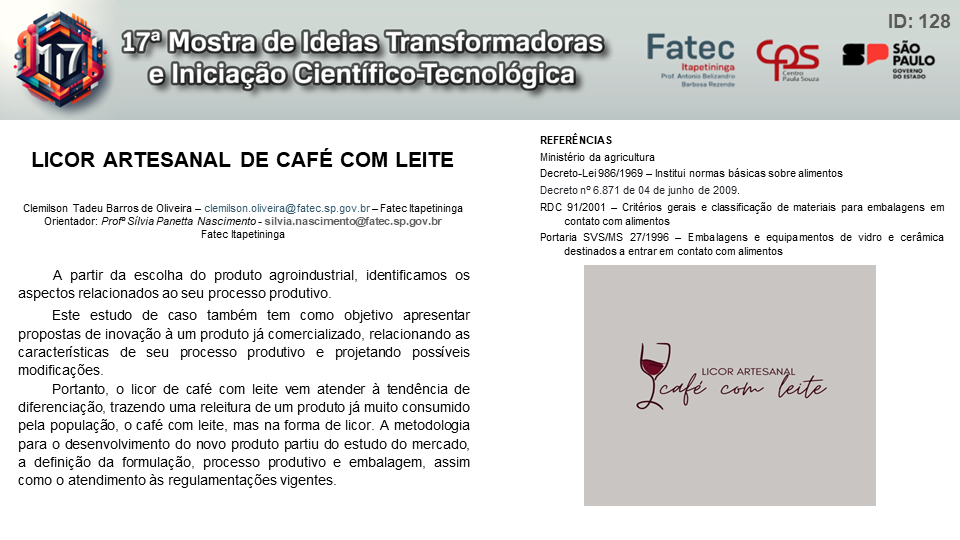 ID: 128
M17
17ª Mostra de Ideias Transformadoras
e Iniciação Científico-Tecnológica
Fatec
Itapetininga
Prof. Antonio Belizandro
Barbosa Rezende
CPS
Centro
Paula Souza
SP
SÃO PAULO
GOVERNO
DO ESTADO
LICOR ARTESANAL DE CAFÉ COM LEITE
Clemilson Tadeu Barros de Oliveira – clemilson.oliveira@fatec.sp.gov.br – Fatec Itapetininga
Orientador: Profª Sílvia Panetta Nascimento - silvia.nascimento@fatec.sp.gov.br
Fatec Itapetininga
A partir da escolha do produto agroindustrial, identificamos os
aspectos relacionados ao seu processo produtivo.
Este estudo de caso também tem como objetivo apresentar
propostas de inovação à um produto já comercializado, relacionando as
características de seu processo produtivo e projetando possíveis
modificações.
Portanto, o licor de café com leite vem atender à tendência de
diferenciação, trazendo uma releitura de um produto já muito consumido
pela população, o café com leite, mas na forma de licor. A metodologia
para o desenvolvimento do novo produto partiu do estudo do mercado,
a definição da formulação, processo produtivo e embalagem, assim
como o atendimento às regulamentações vigentes.
REFERÊNCIAS
Ministério da agricultura
Decreto-Lei 986/1969 – Institui normas básicas sobre alimentos
Decreto nº 6.871 de 04 de junho de 2009.
RDC 91/2001 – Critérios gerais e classificação de materiais para embalagens em
contato com alimentos
Portaria SVS/MS 27/1996 – Embalagens e equipamentos de vidro e cerâmica
destinados a entrar em contato com alimentos
LICOR ARTESANAL
café com leite